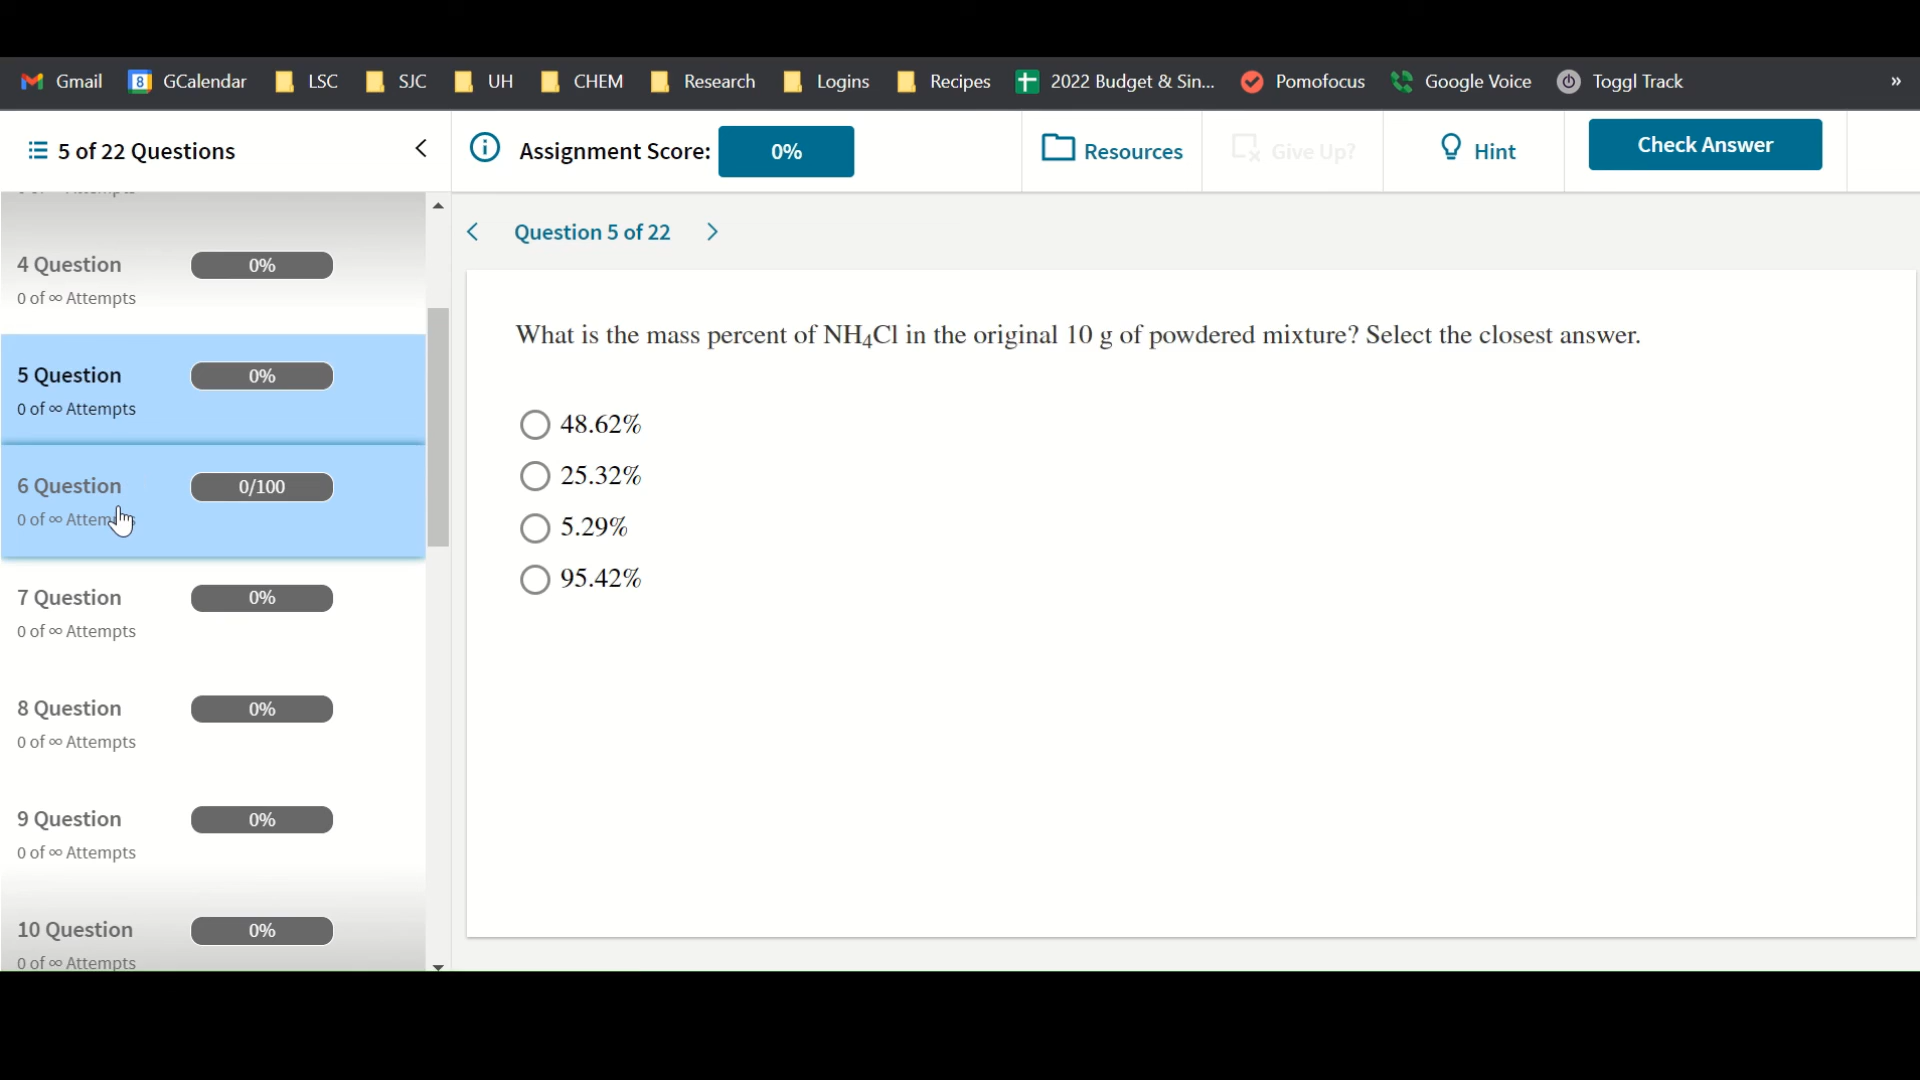 Gmail GCalendar LSC SJC UH CHEM Research Logins Recipes 2022 Budget & Sin... Pomofocus Google Voice Toggl Track »
5 of 22 Questions
Assignment Score: 0% Resources Give Up? Hint Check Answer
4 Question 0%
0 of ∞ Attempts
5 Question 0%
0 of ∞ Attempts
6 Question 0/100
0 of ∞
7 Question 0%
0 of ∞ Attempts
8 Question 0%
0 of ∞ Attempts
9 Question 0%
0 of ∞ Attempts
10 Question 0%
0 of ∞ Attempts
Question 5 of 22
What is the mass percent of NH₄Cl in the original 10 g of powdered mixture? Select the closest answer.
48.62%
25.32%
5.29%
95.42%